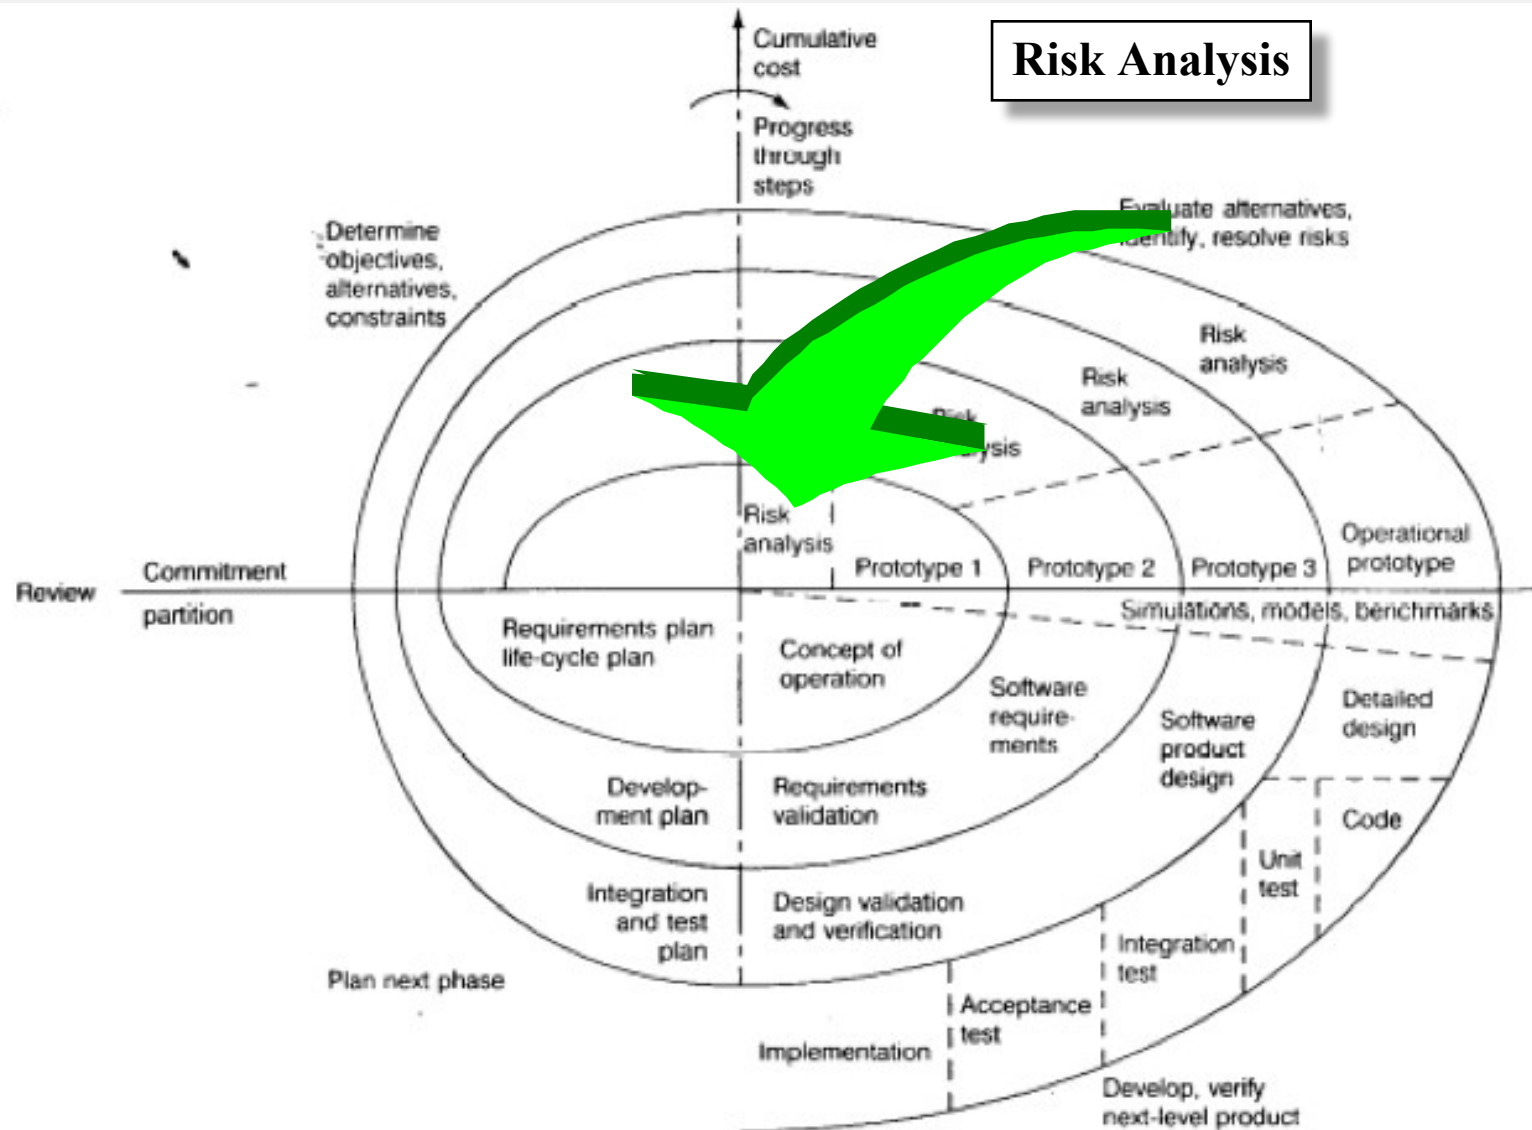 Risk Analysis
Cumulative
cost
Progress
through
steps
Determine
objectives,
alternatives,
constraints
Evaluate alternatives,
identify, resolve risks
Risk
analysis
Risk
analysis
Risk
analysis
Risk
analysis
Operational
prototype
Prototype 1
Prototype 2
Prototype 3
Review
Commitment
partition
Simulations, models, benchmarks
Requirements plan
life-cycle plan
Concept of
operation
Software
require-
ments
Software
product
design
Detailed
design
Develop-
ment plan
Requirements
validation
Code
Unit
test
Integration
and test
plan
Design validation
and verification
Integration
test
Plan next phase
Acceptance
test
Implementation
Develop, verify
next-level product